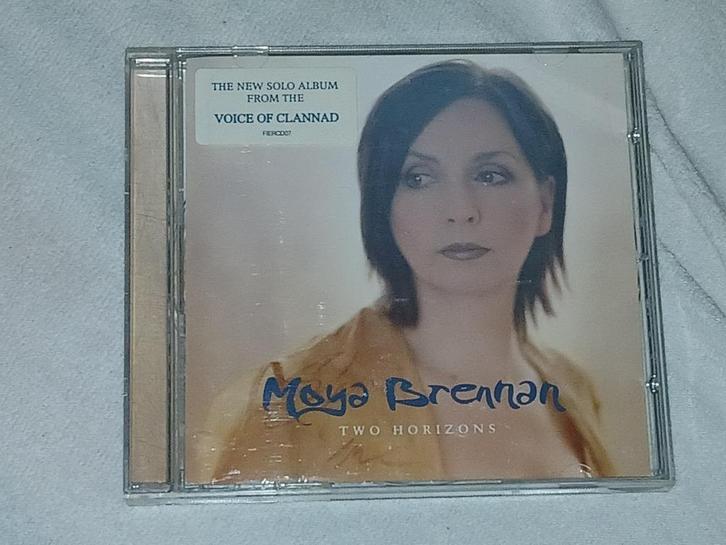 THE NEW SOLO ALBUM
FROM THE
VOICE OF CLANNAD
FIERCD07
Moya Brennan
TWO HORIZONS